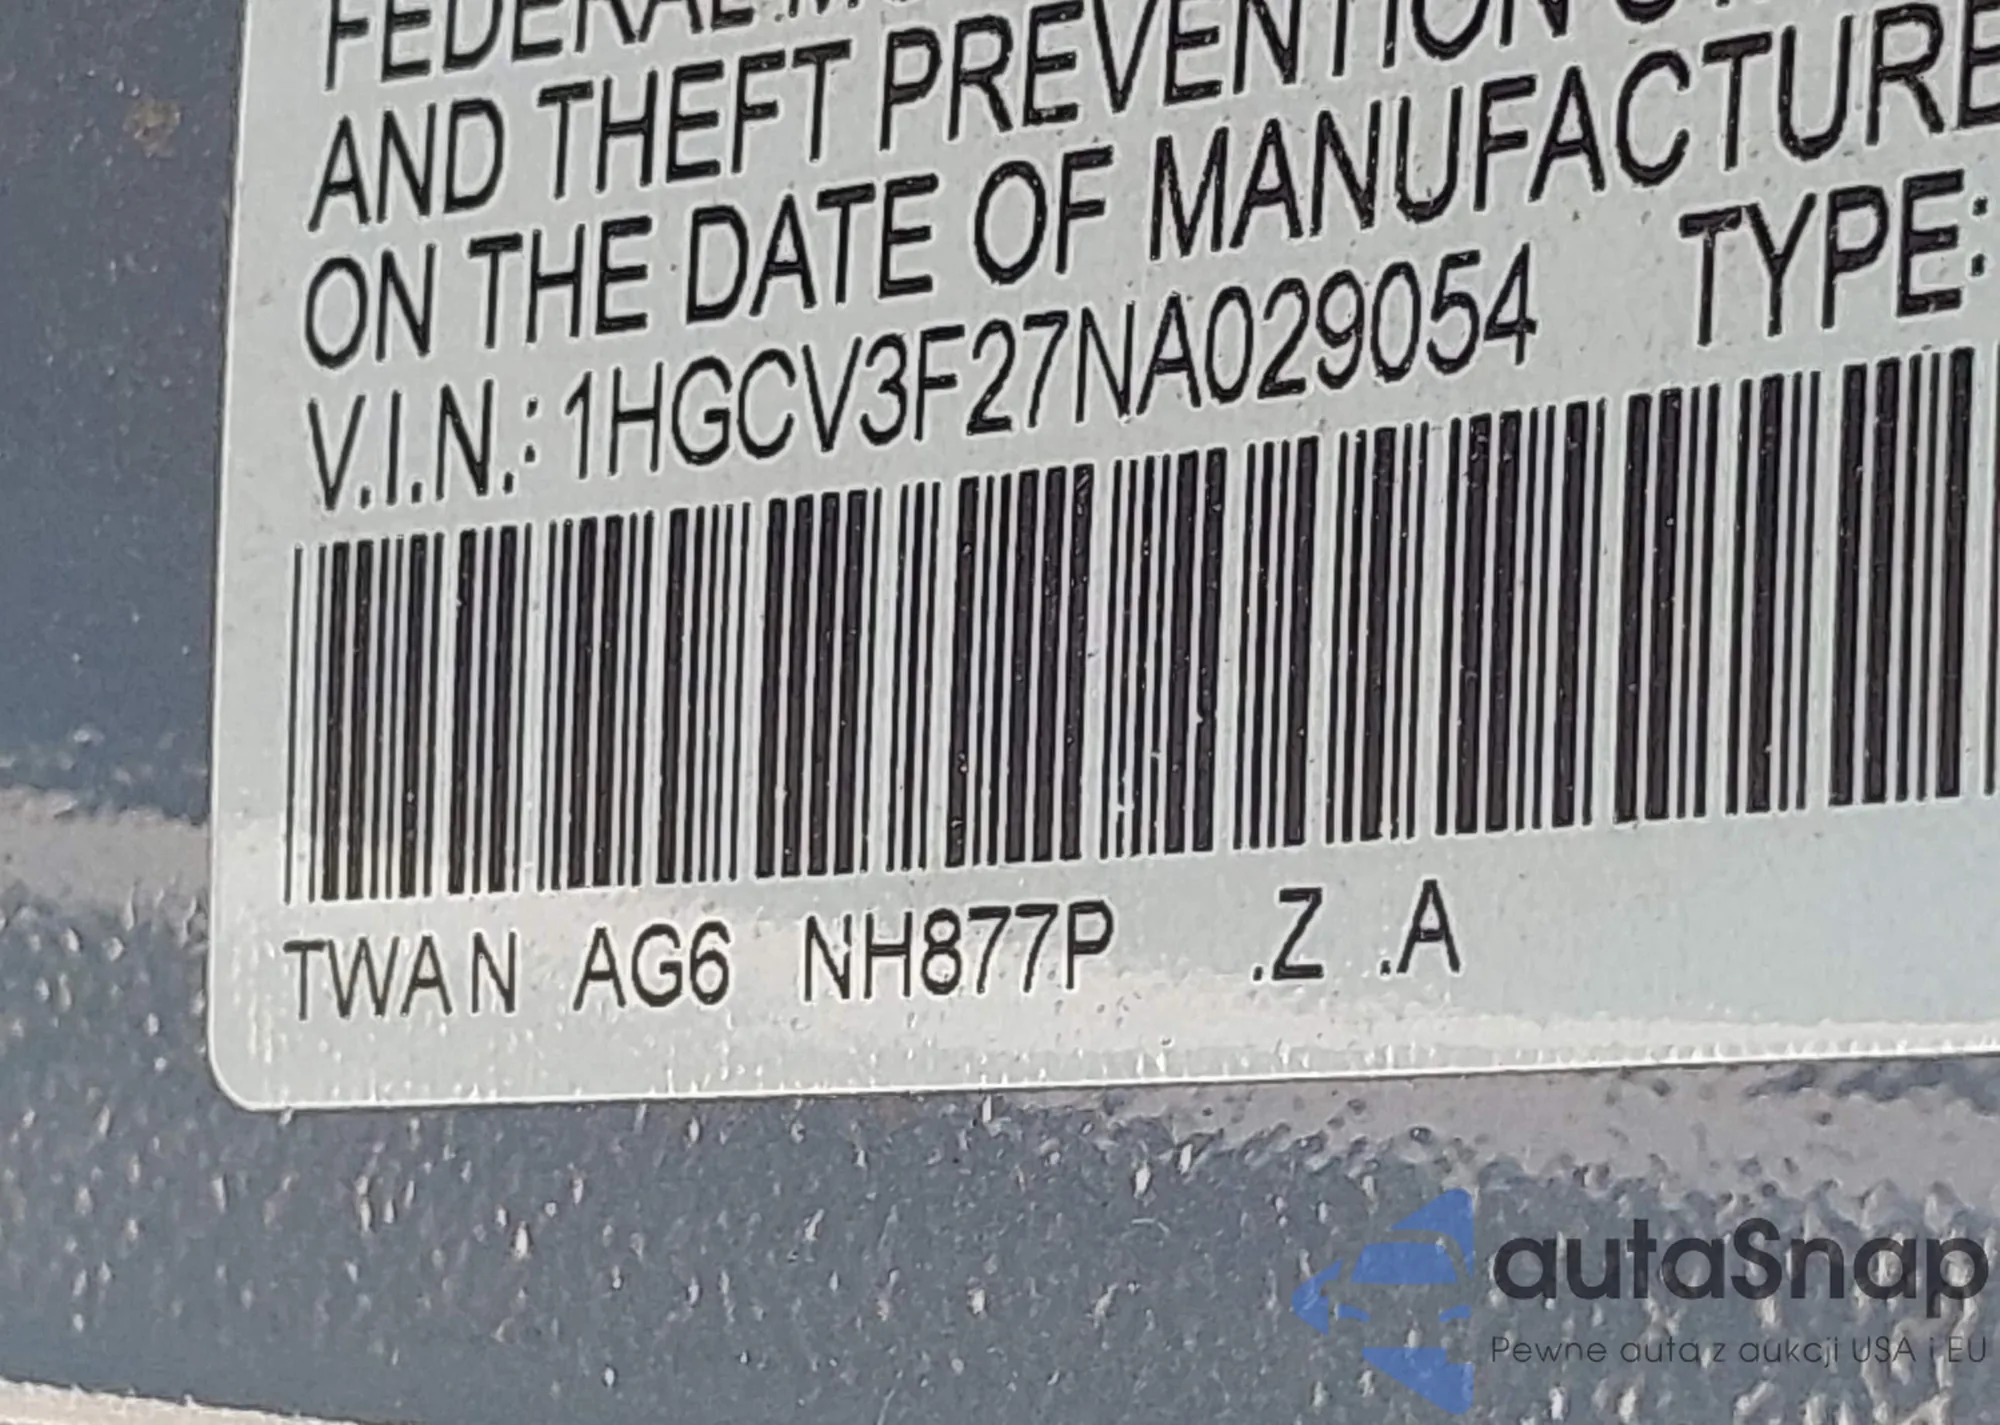 FEDERAL M
AND THEFT PREVENTION
ON THE DATE OF MANUFACTURE
V.I.N.: 1HGCV3F27NA029054 TYPE:
TWAN AG6 NH877P .Z .A
autaSnap
Pewne auta z aukcji USA i EU